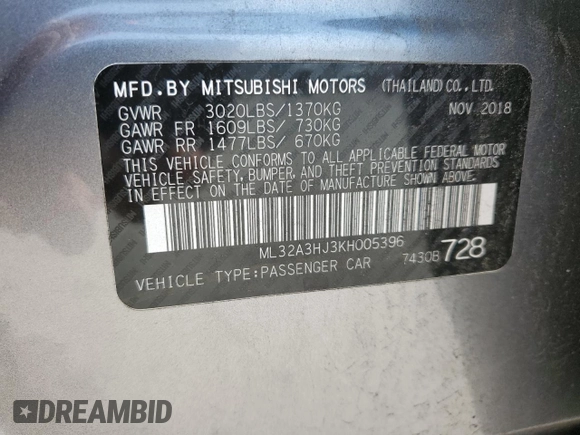 MFD.BY MITSUBISHI MOTORS (THAILAND)CO.,LTD.
GVWR 3020LBS/1370KG NOV 2018
GAWR FR 1609LBS/ 730KG
GAWR RR 1477LBS/ 670KG
THIS VEHICLE CONFORMS TO ALL APPLICABLE FEDERAL MOTOR
VEHICLE SAFETY, BUMPER, AND THEFT PREVENTION STANDARDS
IN EFFECT ON THE DATE OF MANUFACTURE SHOWN ABOVE.
ML32A3HJ3KH005396
VEHICLE TYPE:PASSENGER CAR 7430B 728
DREAMBID